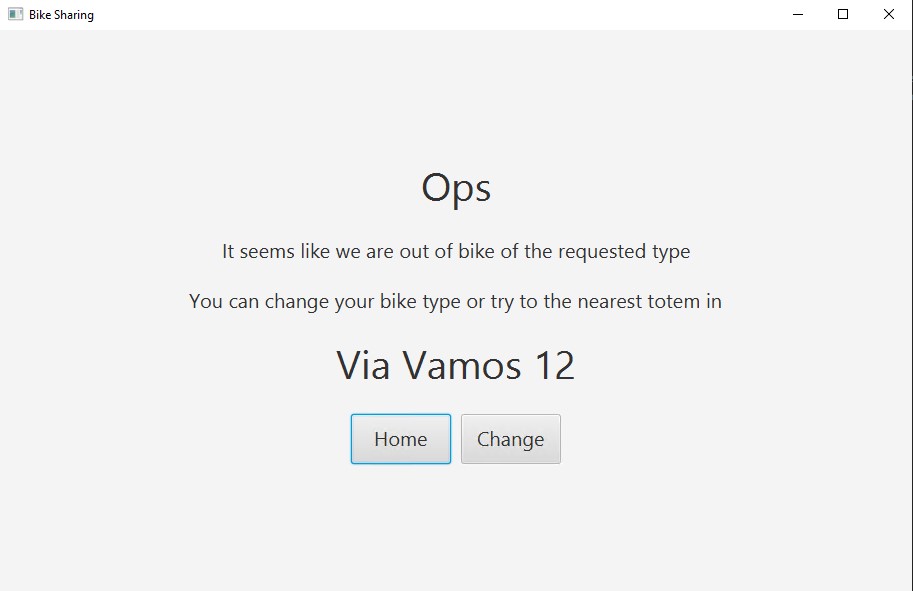 Bike Sharing
Ops
It seems like we are out of bike of the requested type
You can change your bike type or try to the nearest totem in
Via Vamos 12
Home Change